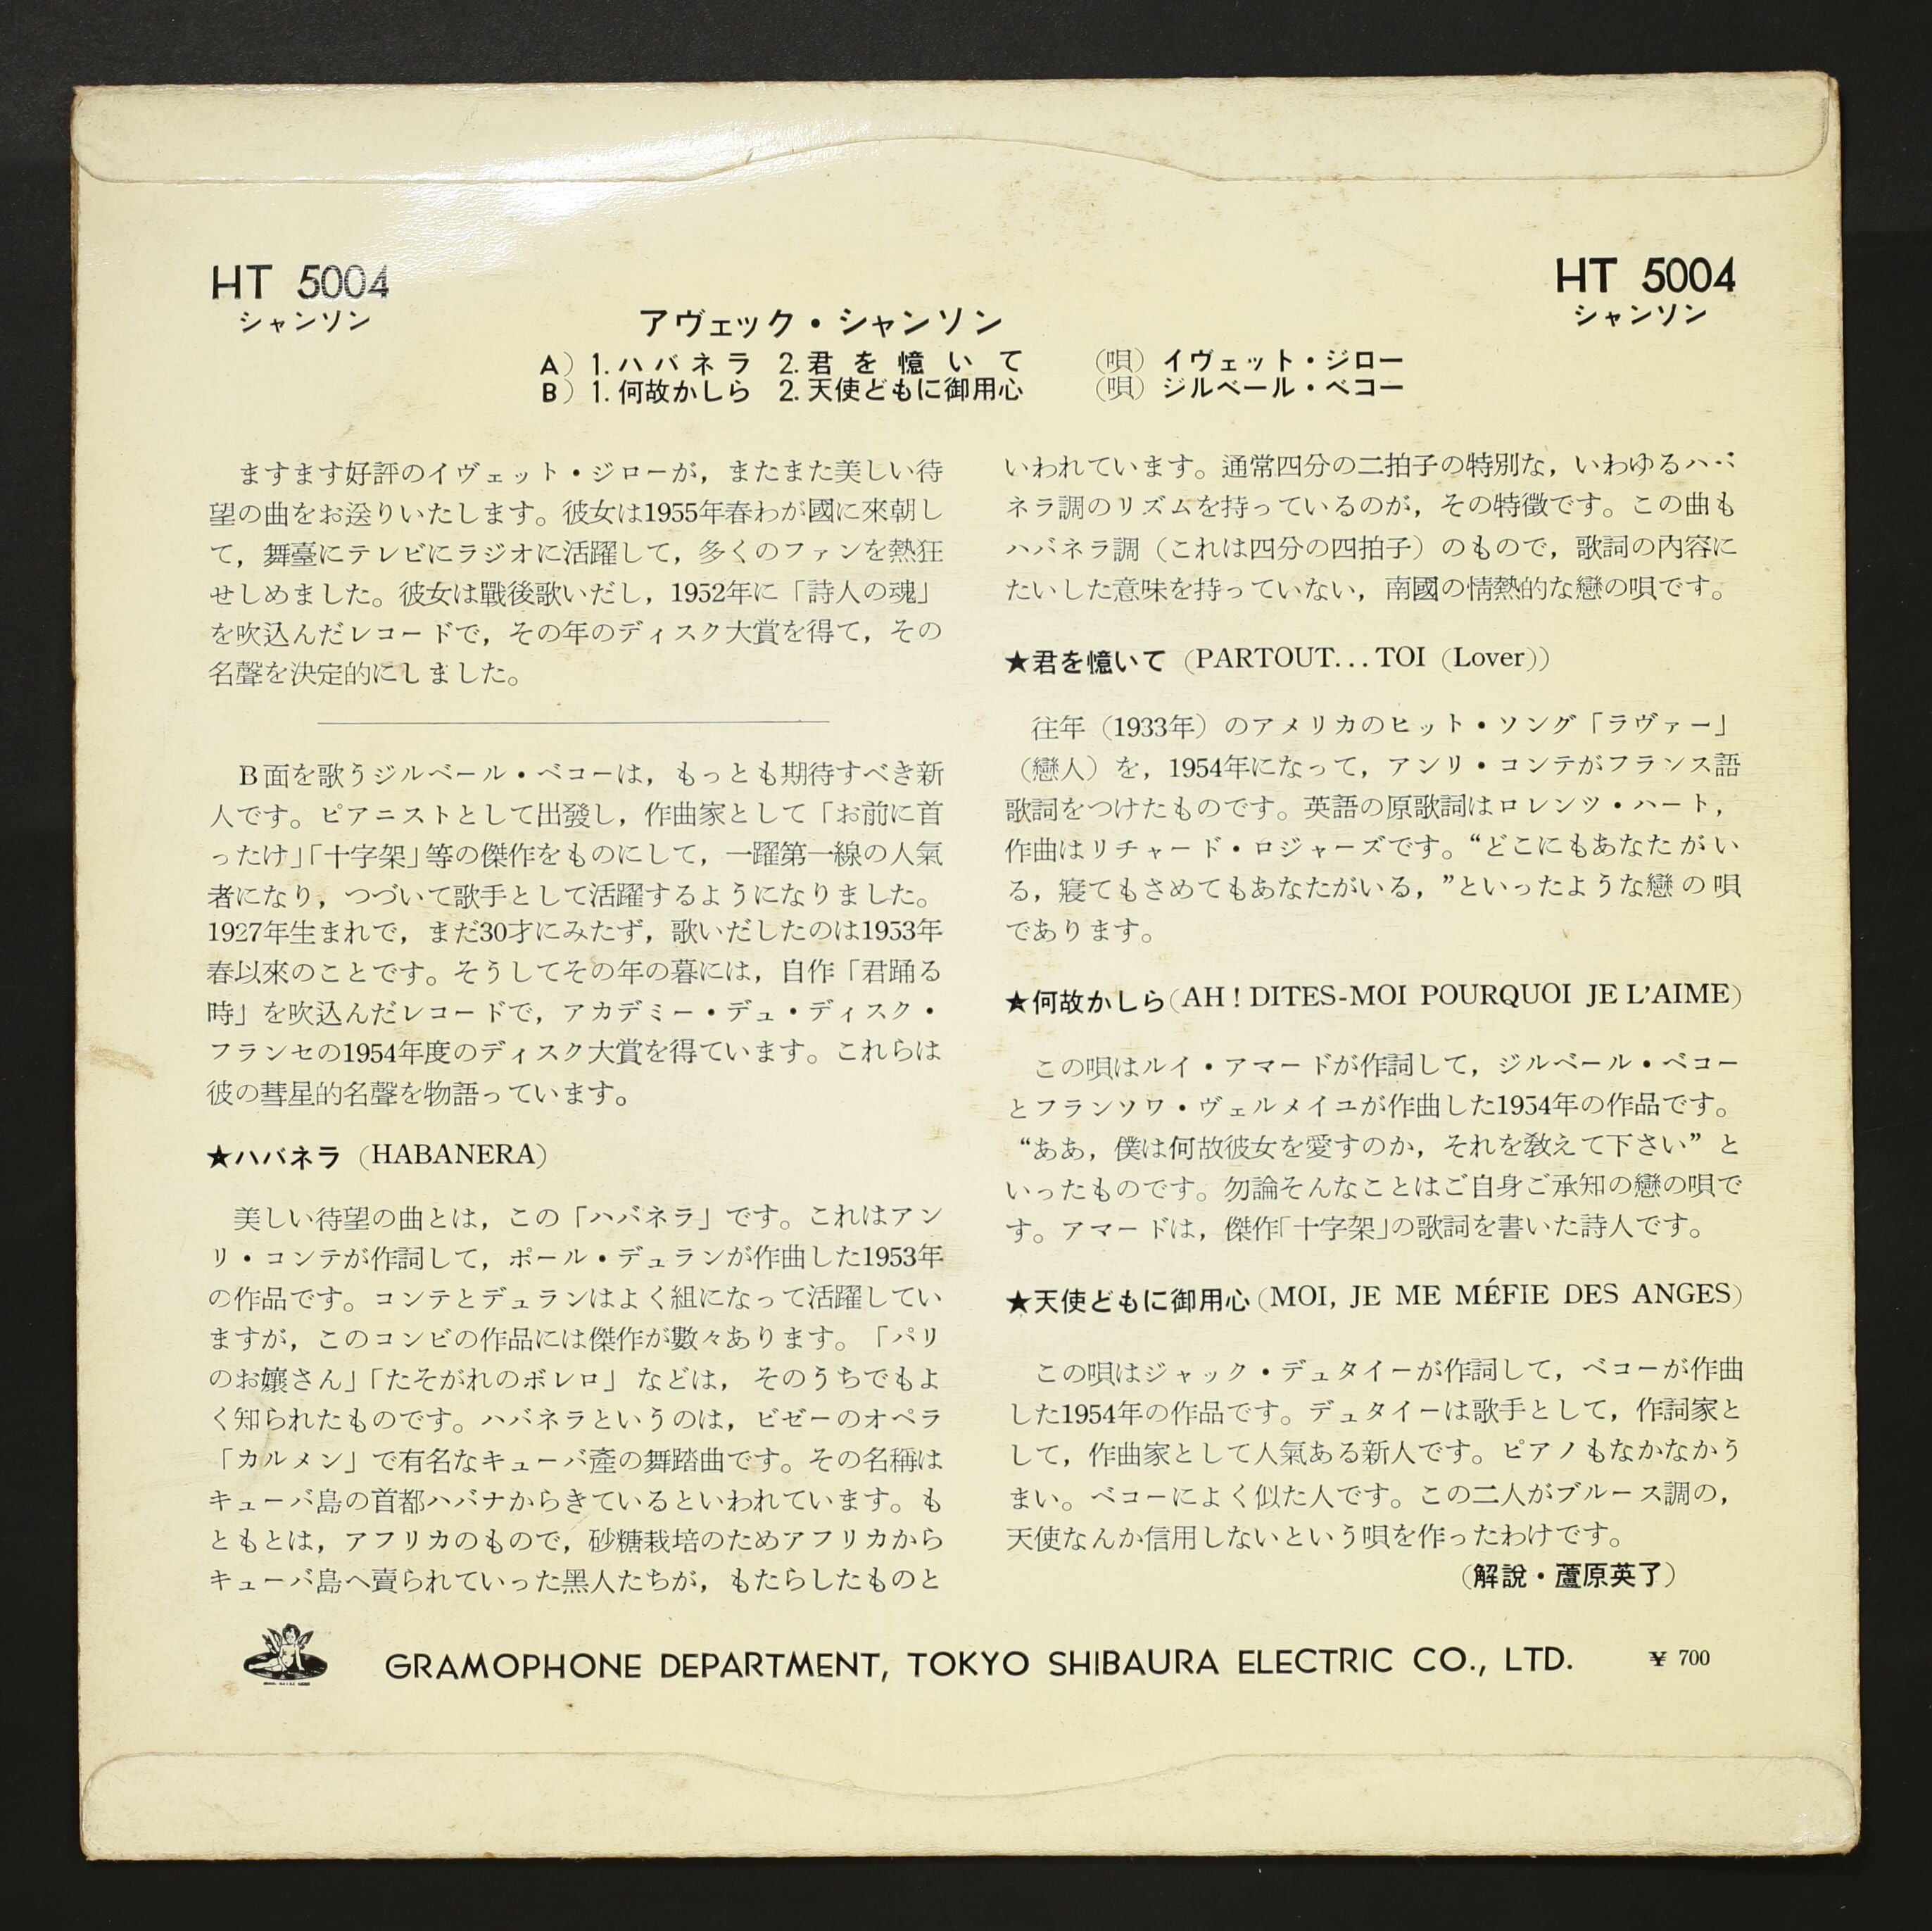 HT 5004
シャンソン
HT 5004
シャンソン
アヴェック・シャンソン
A）1. ハバネラ 2. 君を憶いて （唄）イヴェット・ジロー
B）1. 何故かしら 2. 天使どもに御用心 （唄）ジルベール・ベコー
ますます好評のイヴェット・ジローが，またまた美しい待
望の曲をお送りいたします。彼女は1955年春わが國に來朝し
て，舞臺にテレビにラジオに活躍して，多くのファンを熱狂
せしめました。彼女は戰後歌いだし，1952年に「詩人の魂」
を吹込んだレコードで，その年のディスク大賞を得て，その
名聲を決定的にしました。
B面を歌うジルベール・ベコーは，もっとも期待すべき新
人です。ピアニストとして出發し，作曲家として「お前に首
ったけ」「十字架」等の傑作をものにして，一躍第一線の人氣
者になり，つづいて歌手として活躍するようになりました。
1927年生まれで，まだ30才にみたず，歌いだしたのは1953年
春以來のことです。そうしてその年の暮には，自作「君踊る
時」を吹込んだレコードで，アカデミー・デュ・ディスク・
フランセの1954年度のディスク大賞を得ています。これらは
彼の彗星的名聲を物語っています。
★ハバネラ（HABANERA）
美しい待望の曲とは，この「ハバネラ」です。これはアン
リ・コンテが作詞して，ポール・デュランが作曲した1953年
の作品です。コンテとデュランはよく組になって活躍してい
ますが，このコンビの作品には傑作が數々あります。「パリ
のお孃さん」「たそがれのボレロ」などは，そのうちでもよ
く知られたものです。ハバネラというのは，ビゼーのオペラ
「カルメン」で有名なキューバ產の舞踏曲です。その名稱は
キューバ島の首都ハバナからきているといわれています。も
ともとは，アフリカのもので，砂糖栽培のためアフリカから
キューバ島へ賣られていった黑人たちが，もたらしたものと
いわれています。通常四分の二拍子の特別な，いわゆるハバ
ネラ調のリズムを持っているのが，その特徴です。この曲も
ハバネラ調（これは四分の四拍子）のもので，歌詞の内容に
たいした意味を持っていない，南國の情熱的な戀の唄です。
★君を憶いて（PARTOUT...TOI (Lover)）
往年（1933年）のアメリカのヒット・ソング「ラヴァー」
（戀人）を，1954年になって，アンリ・コンテがフランス語
歌詞をつけたものです。英語の原歌詞はロレンツ・ハート，
作曲はリチャード・ロジャーズです。“どこにもあなたがい
る，寢てもさめてもあなたがいる，”といったような戀の唄
であります。
★何故かしら（AH! DITES-MOI POURQUOI JE L'AIME）
この唄はルイ・アマードが作詞して，ジルベール・ベコー
とフランソワ・ヴェルメイユが作曲した1954年の作品です。
“ああ，僕は何故彼女を愛すのか，それを敎えて下さい”と
いったものです。勿論そんなことはご自身ご承知の戀の唄で
す。アマードは，傑作「十字架」の歌詞を書いた詩人です。
★天使どもに御用心（MOI, JE ME MÉFIE DES ANGES）
この唄はジャック・デュタイーが作詞して，ベコーが作曲
した1954年の作品です。デュタイーは歌手として，作詞家と
して，作曲家として人氣ある新人です。ピアノもなかなかう
まい。ベコーによく似た人です。この二人がブルース調の，
天使なんか信用しないという唄を作ったわけです。
（解說・蘆原英了）
GRAMOPHONE DEPARTMENT, TOKYO SHIBAURA ELECTRIC CO., LTD. ¥ 700